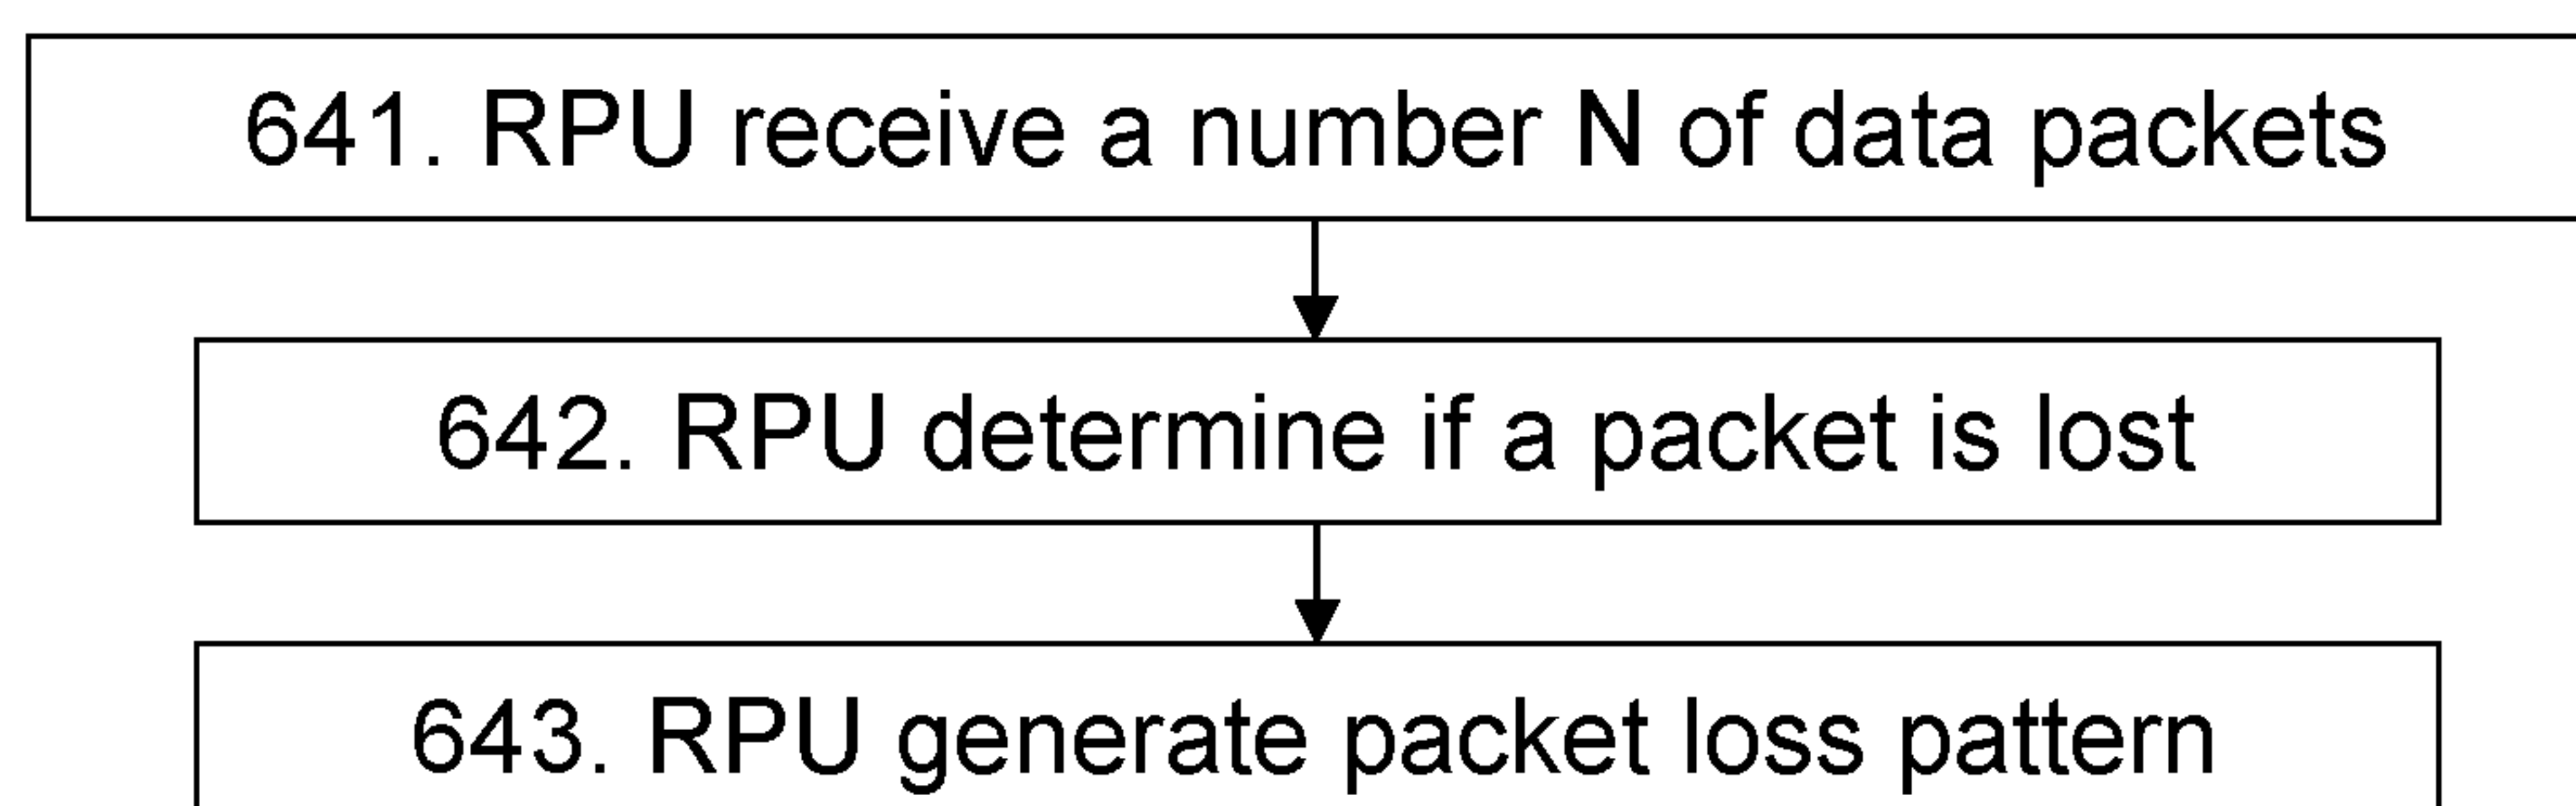 641. RPU receive a number N of data packets
642. RPU determine if a packet is lost
643. RPU generate packet loss pattern